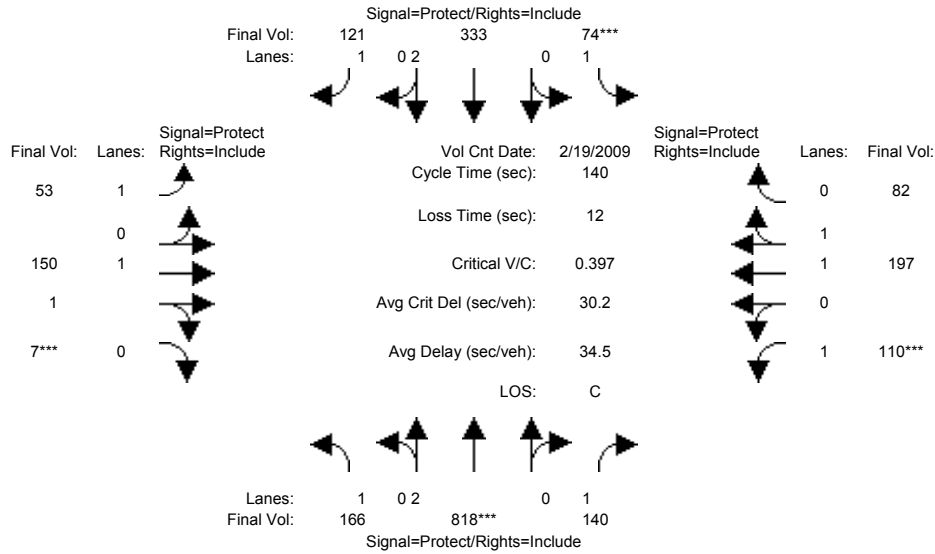 Signal=Protect/Rights=Include
Final Vol: 121 333 74***
Lanes: 1 0 2 0 1
Signal=Protect Signal=Protect
Final Vol: Lanes: Rights=Include Vol Cnt Date: 2/19/2009 Rights=Include Lanes: Final Vol:
Cycle Time (sec): 140
53 1 0 82
Loss Time (sec): 12
0 1
150 1 Critical V/C: 0.397 1 197
1 Avg Crit Del (sec/veh): 30.2 0
7*** 0 Avg Delay (sec/veh): 34.5 1 110***
LOS: C
Lanes: 1 0 2 0 1
Final Vol: 166 818*** 140
Signal=Protect/Rights=Include